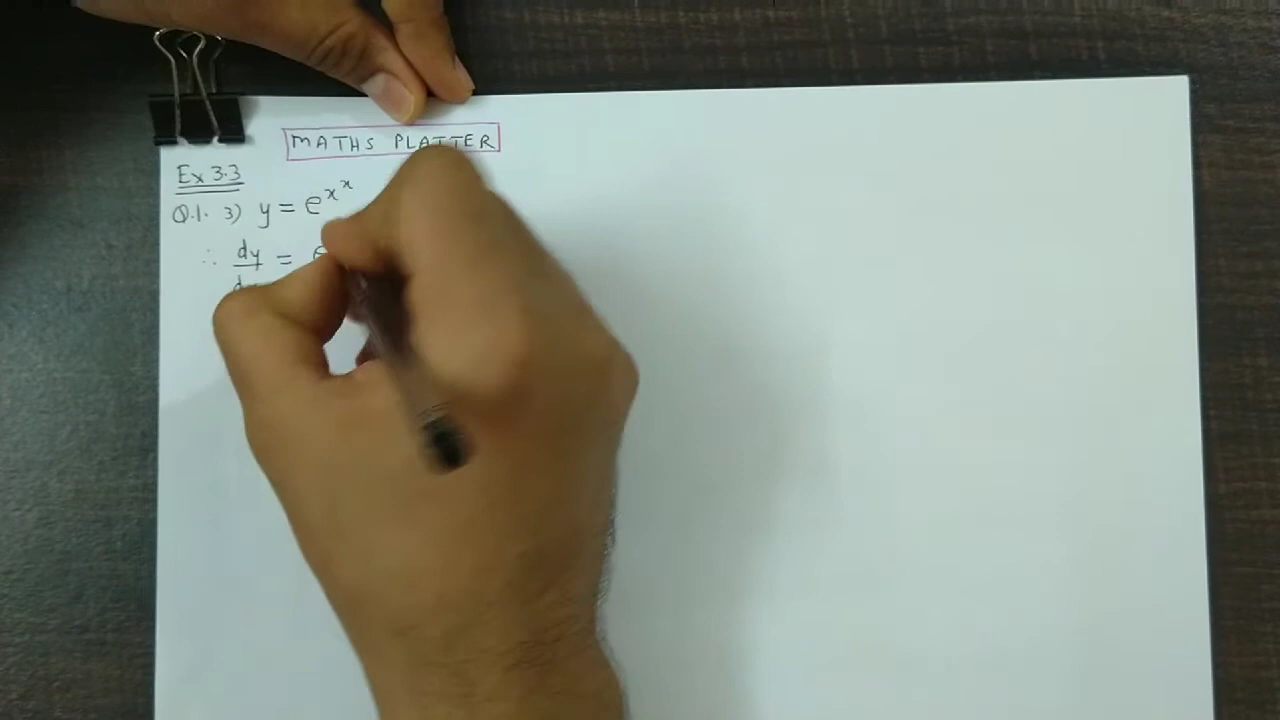 MATHS PLATTER
Ex 3.3
Q.1. 3) y = e^x^x
∴ dy/dx = e